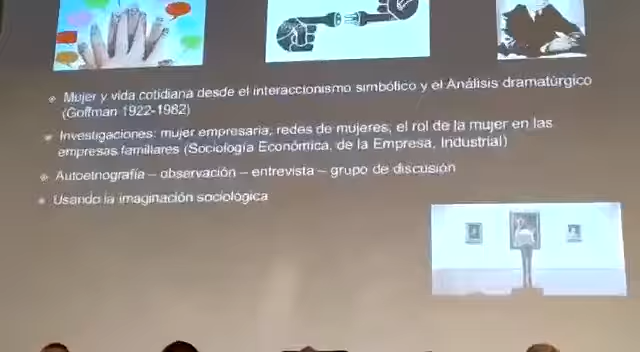 Mujer y vida cotidiana desde el interaccionismo simbólico y el Análisis dramatúrgico
(Goffman 1922-1982)
Investigaciones: mujer empresaria, redes de mujeres, el rol de la mujer en las
empresas familiares (Sociología Económica, de la Empresa, Industrial)
Autoetnografía – observación – entrevista – grupo de discusión
Usando la imaginación sociológica